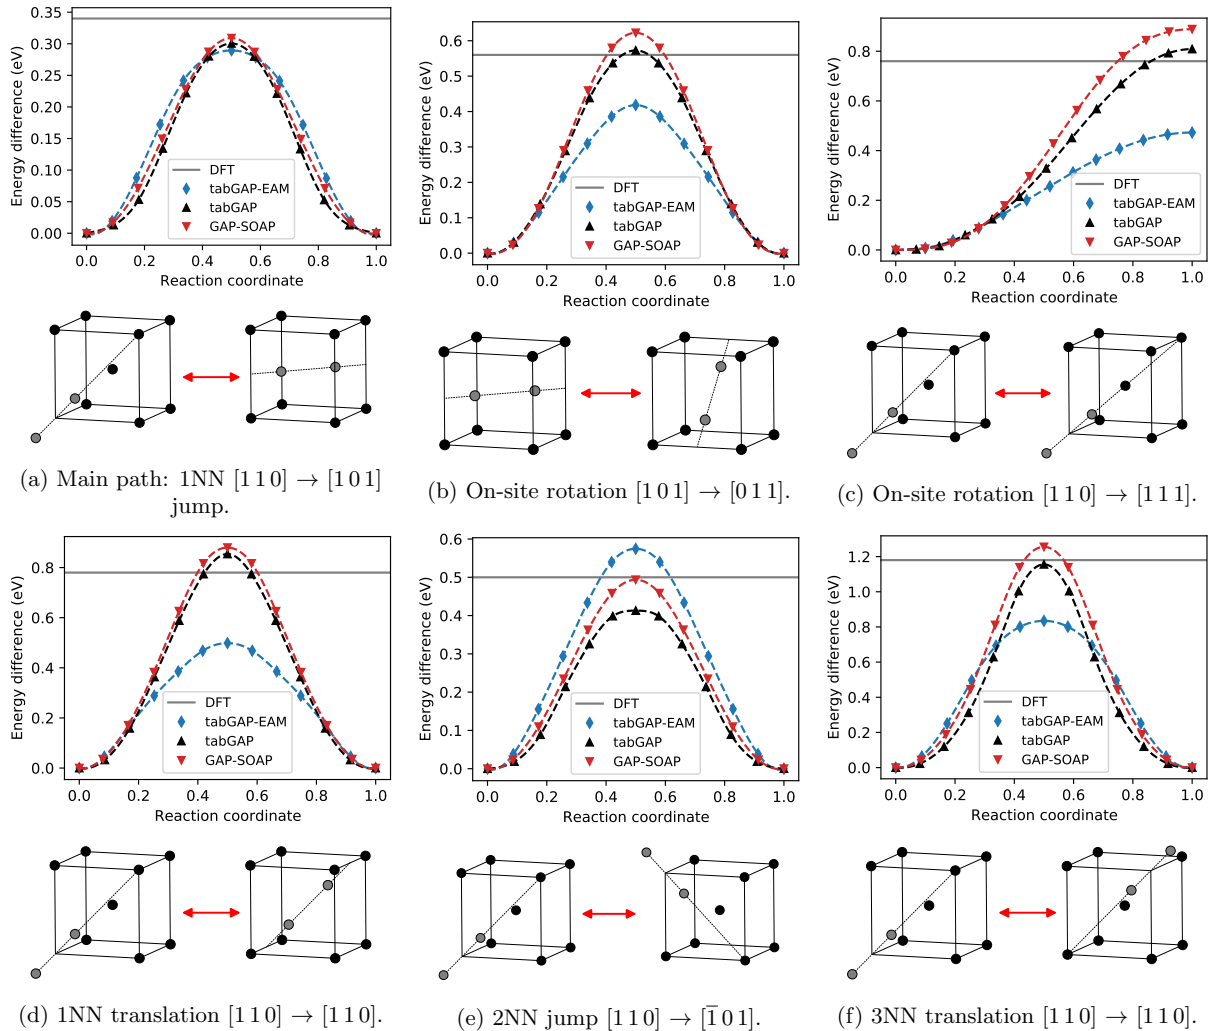 0.35
0.30
0.25
0.20
0.15
0.10
0.05
0.00
Energy difference (eV)
DFT
tabGAP-EAM
tabGAP
GAP-SOAP
0.0 0.2 0.4 0.6 0.8 1.0
Reaction coordinate
(a) Main path: 1NN [1 1 0] → [1 0 1]
jump.
0.6
0.5
0.4
0.3
0.2
0.1
0.0
Energy difference (eV)
DFT
tabGAP-EAM
tabGAP
GAP-SOAP
0.0 0.2 0.4 0.6 0.8 1.0
Reaction coordinate
(b) On-site rotation [1 0 1] → [0 1 1].
0.8
0.6
0.4
0.2
0.0
Energy difference (eV)
DFT
tabGAP-EAM
tabGAP
GAP-SOAP
0.0 0.2 0.4 0.6 0.8 1.0
Reaction coordinate
(c) On-site rotation [1 1 0] → [1 1 1].
0.8
0.6
0.4
0.2
0.0
Energy difference (eV)
DFT
tabGAP-EAM
tabGAP
GAP-SOAP
0.0 0.2 0.4 0.6 0.8 1.0
Reaction coordinate
(d) 1NN translation [1 1 0] → [1 1 0].
0.6
0.5
0.4
0.3
0.2
0.1
0.0
Energy difference (eV)
DFT
tabGAP-EAM
tabGAP
GAP-SOAP
0.0 0.2 0.4 0.6 0.8 1.0
Reaction coordinate
(e) 2NN jump [1 1 0] → [1̅ 0 1].
1.2
1.0
0.8
0.6
0.4
0.2
0.0
Energy difference (eV)
DFT
tabGAP-EAM
tabGAP
GAP-SOAP
0.0 0.2 0.4 0.6 0.8 1.0
Reaction coordinate
(f) 3NN translation [1 1 0] → [1 1 0].